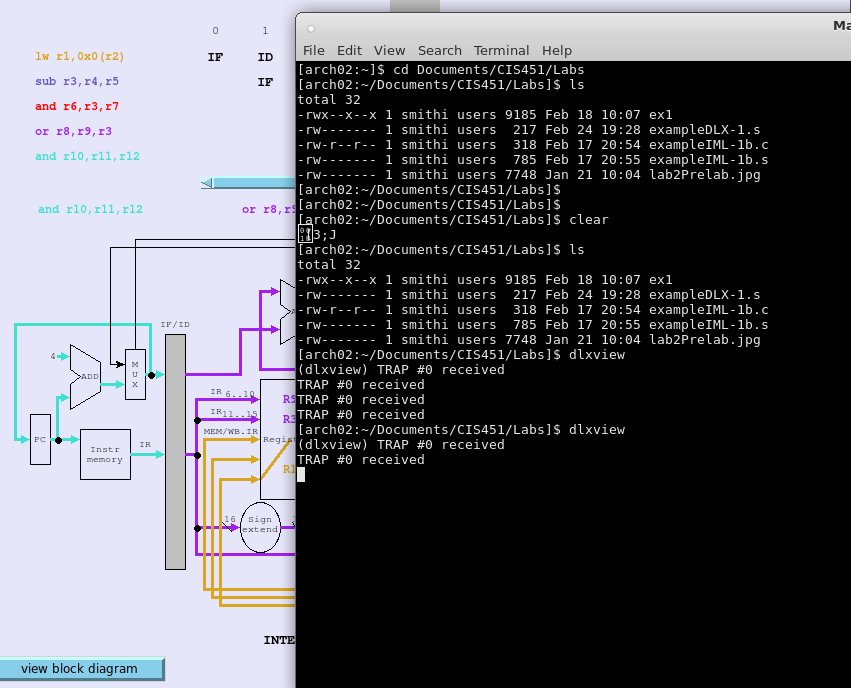 0 1
lw r1,0x0(r2) IF ID
sub r3,r4,r5 IF
and r6,r3,r7
or r8,r9,r3
and r10,r11,r12
and r10,r11,r12 or r8,r9
IF/ID
4
ADD
M
U
X
PC
Instr
memory
IR
IR 6..10
IR 11..15
MEM/WB.IR
R9
R3
Regis
R1
16
Sign
extend
INTE
view block diagram
Ma
File Edit View Search Terminal Help
[arch02:~]$ cd Documents/CIS451/Labs
[arch02:~/Documents/CIS451/Labs]$ ls
total 32
-rwx--x--x 1 smithi users 9185 Feb 18 10:07 ex1
-rw------- 1 smithi users  217 Feb 24 19:28 exampleDLX-1.s
-rw-r--r-- 1 smithi users  318 Feb 17 20:54 exampleIML-1b.c
-rw------- 1 smithi users  785 Feb 17 20:55 exampleIML-1b.s
-rw------- 1 smithi users 7748 Jan 21 10:04 lab2Prelab.jpg
[arch02:~/Documents/CIS451/Labs]$
[arch02:~/Documents/CIS451/Labs]$
[arch02:~/Documents/CIS451/Labs]$ clear
[3;J
[arch02:~/Documents/CIS451/Labs]$ ls
total 32
-rwx--x--x 1 smithi users 9185 Feb 18 10:07 ex1
-rw------- 1 smithi users  217 Feb 24 19:28 exampleDLX-1.s
-rw-r--r-- 1 smithi users  318 Feb 17 20:54 exampleIML-1b.c
-rw------- 1 smithi users  785 Feb 17 20:55 exampleIML-1b.s
-rw------- 1 smithi users 7748 Jan 21 10:04 lab2Prelab.jpg
[arch02:~/Documents/CIS451/Labs]$ dlxview
(dlxview) TRAP #0 received
TRAP #0 received
TRAP #0 received
TRAP #0 received
[arch02:~/Documents/CIS451/Labs]$ dlxview
(dlxview) TRAP #0 received
TRAP #0 received